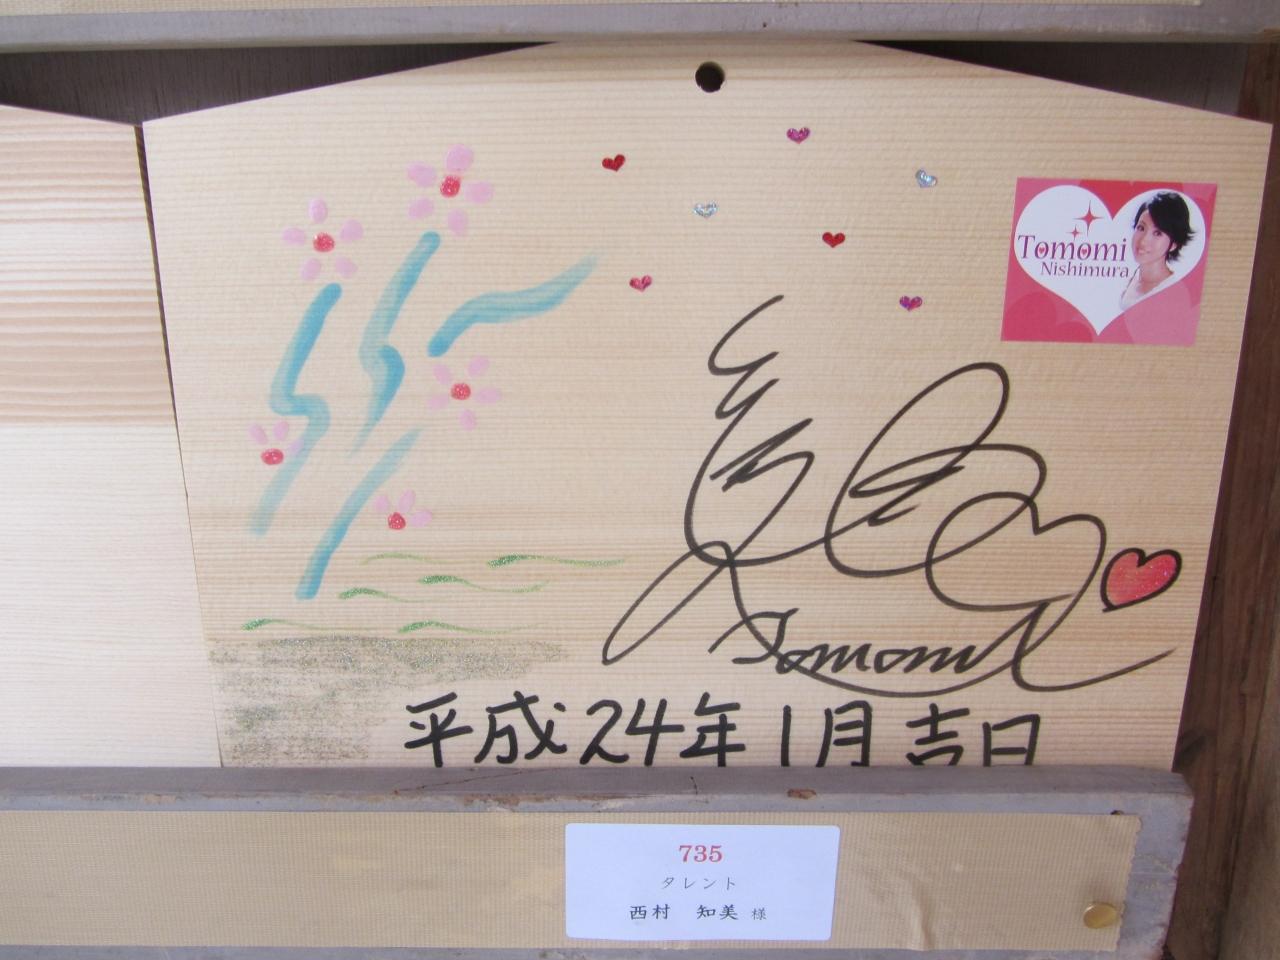 Tomomi
Nishimura
Tomomi
平成24年1月吉日
735
タレント
西村 知美 様